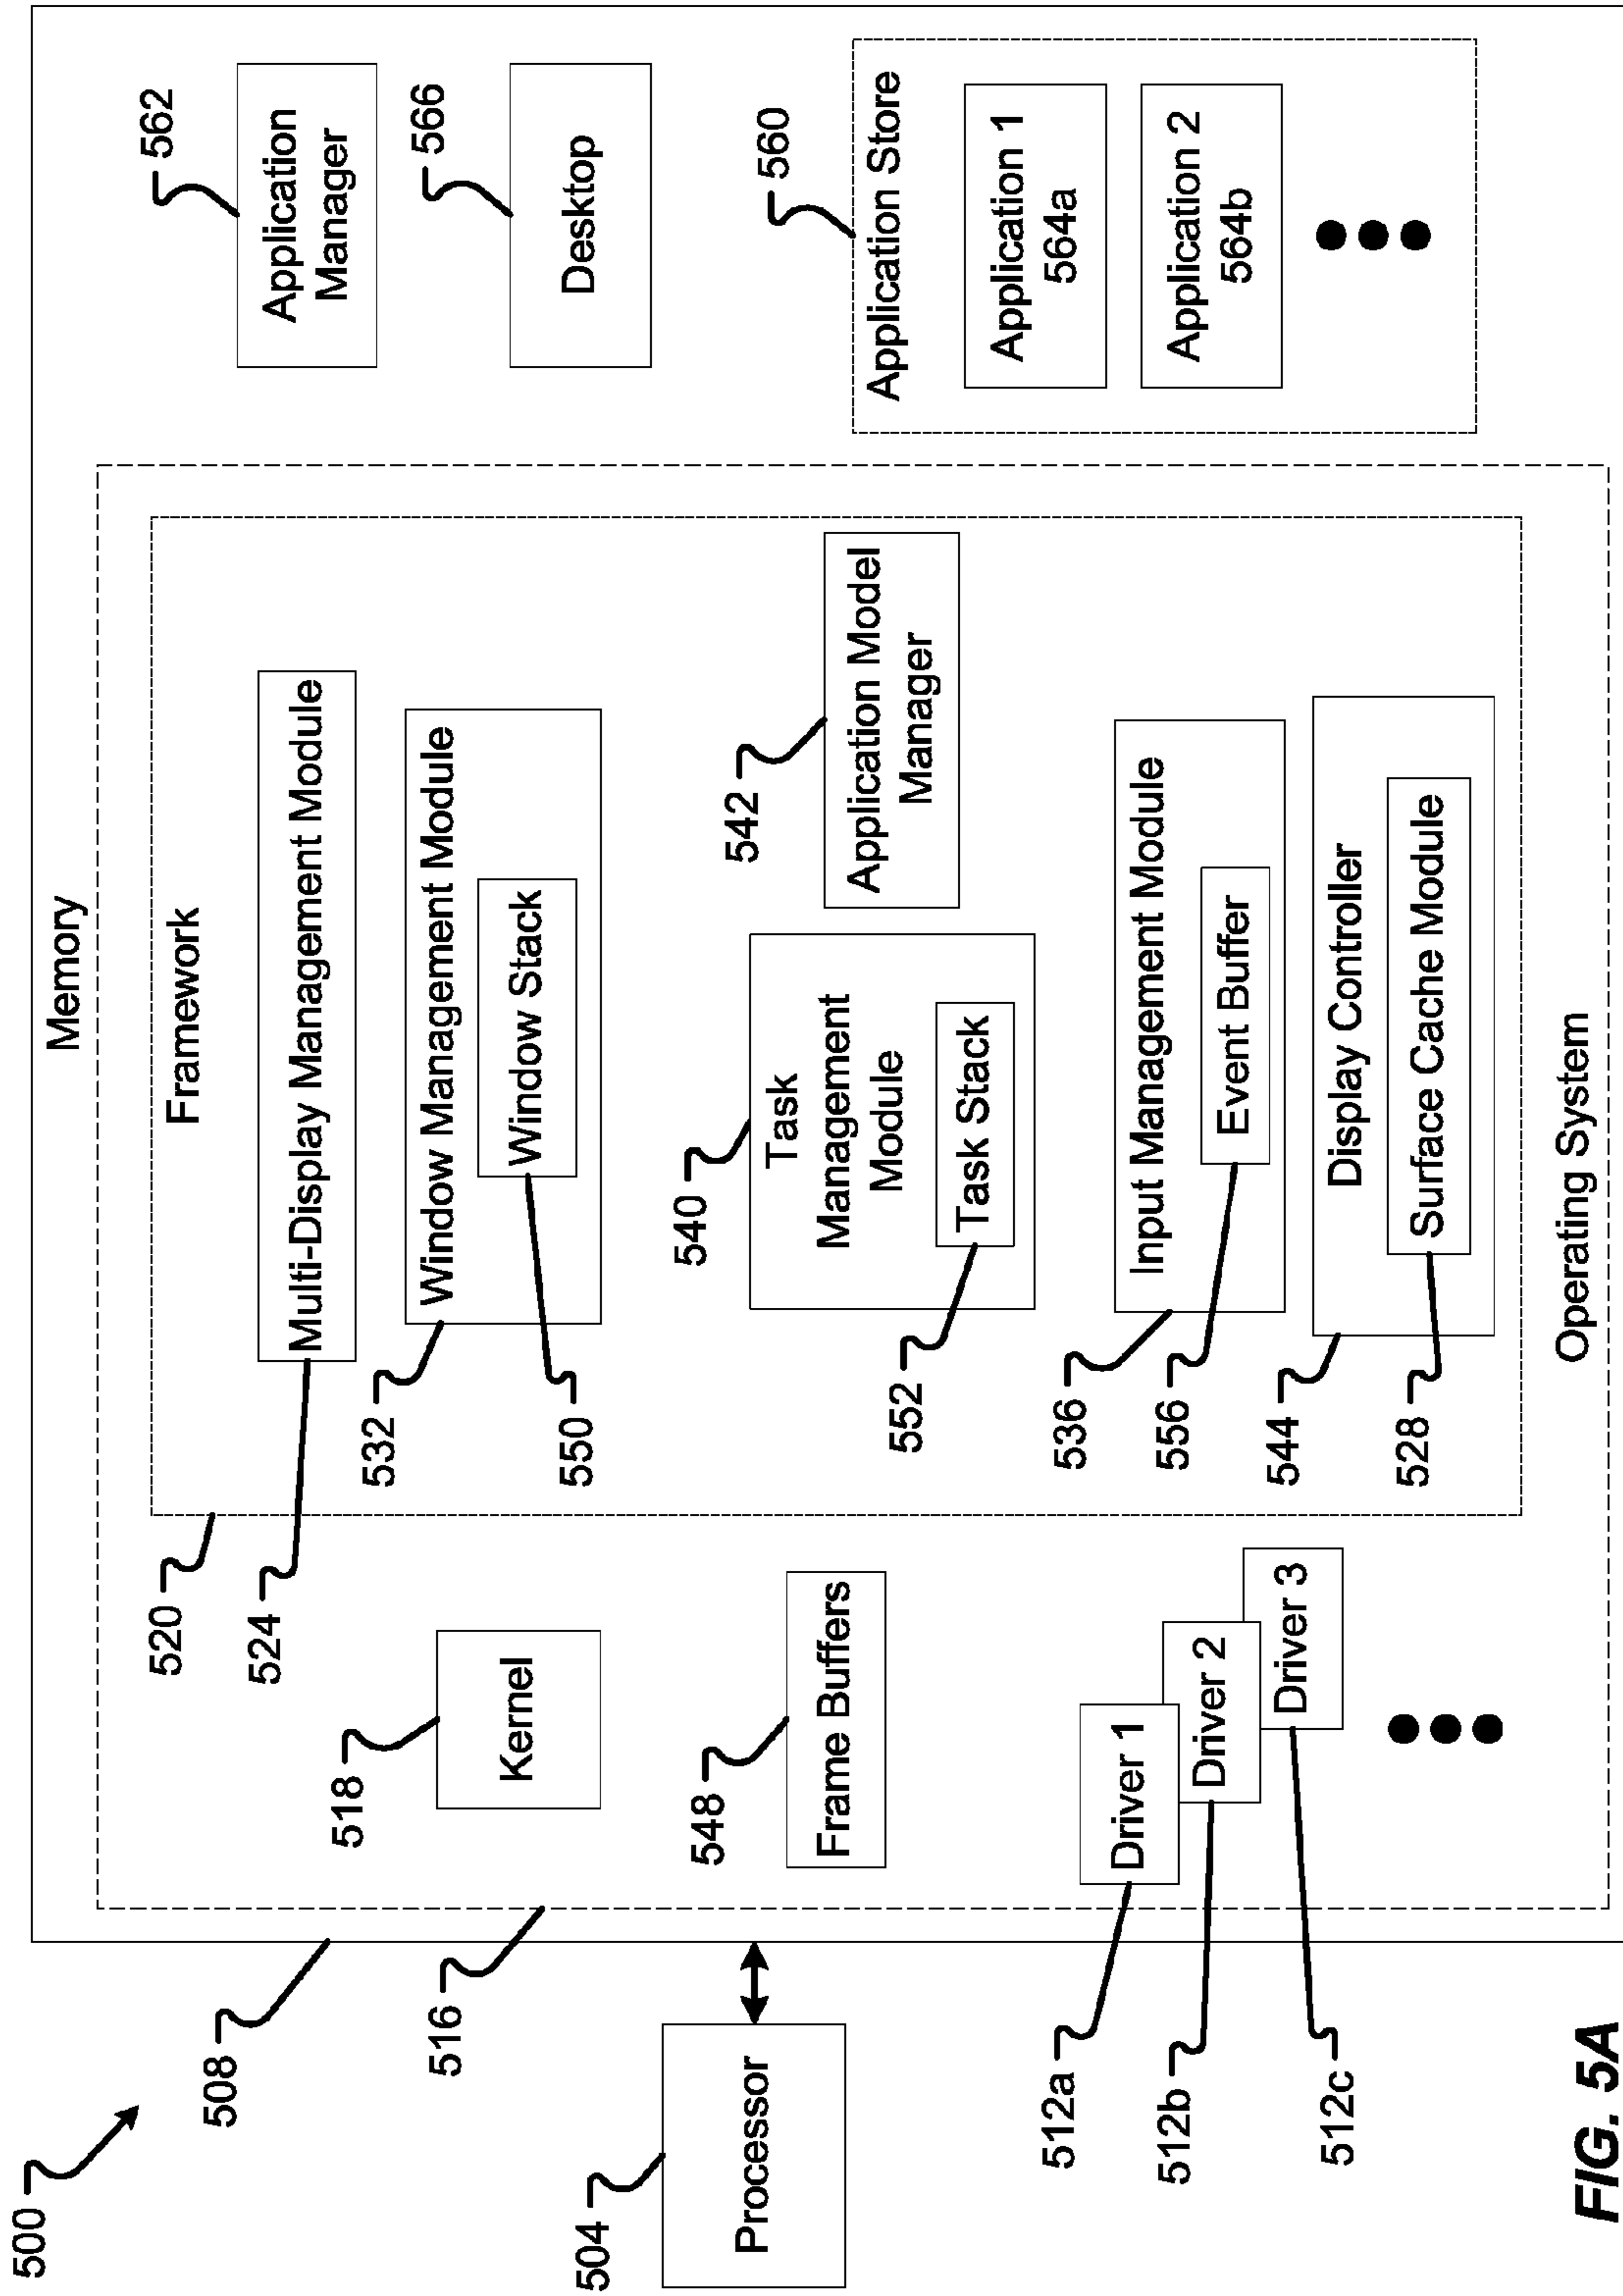 500
508
Memory
516
520
Framework
524
Multi-Display Management Module
562
Application
Manager
518
Kernel
532
Window Management Module
550
Window Stack
566
Desktop
504
Processor
548
Frame Buffers
540
Task
Management
Module
552
Task Stack
542
Application Model
Manager
560
Application Store
Application 1
564a
Application 2
564b
512a
Driver 1
512b
Driver 2
512c
Driver 3
536
Input Management Module
556
Event Buffer
544
Display Controller
528
Surface Cache Module
Operating System
FIG. 5A